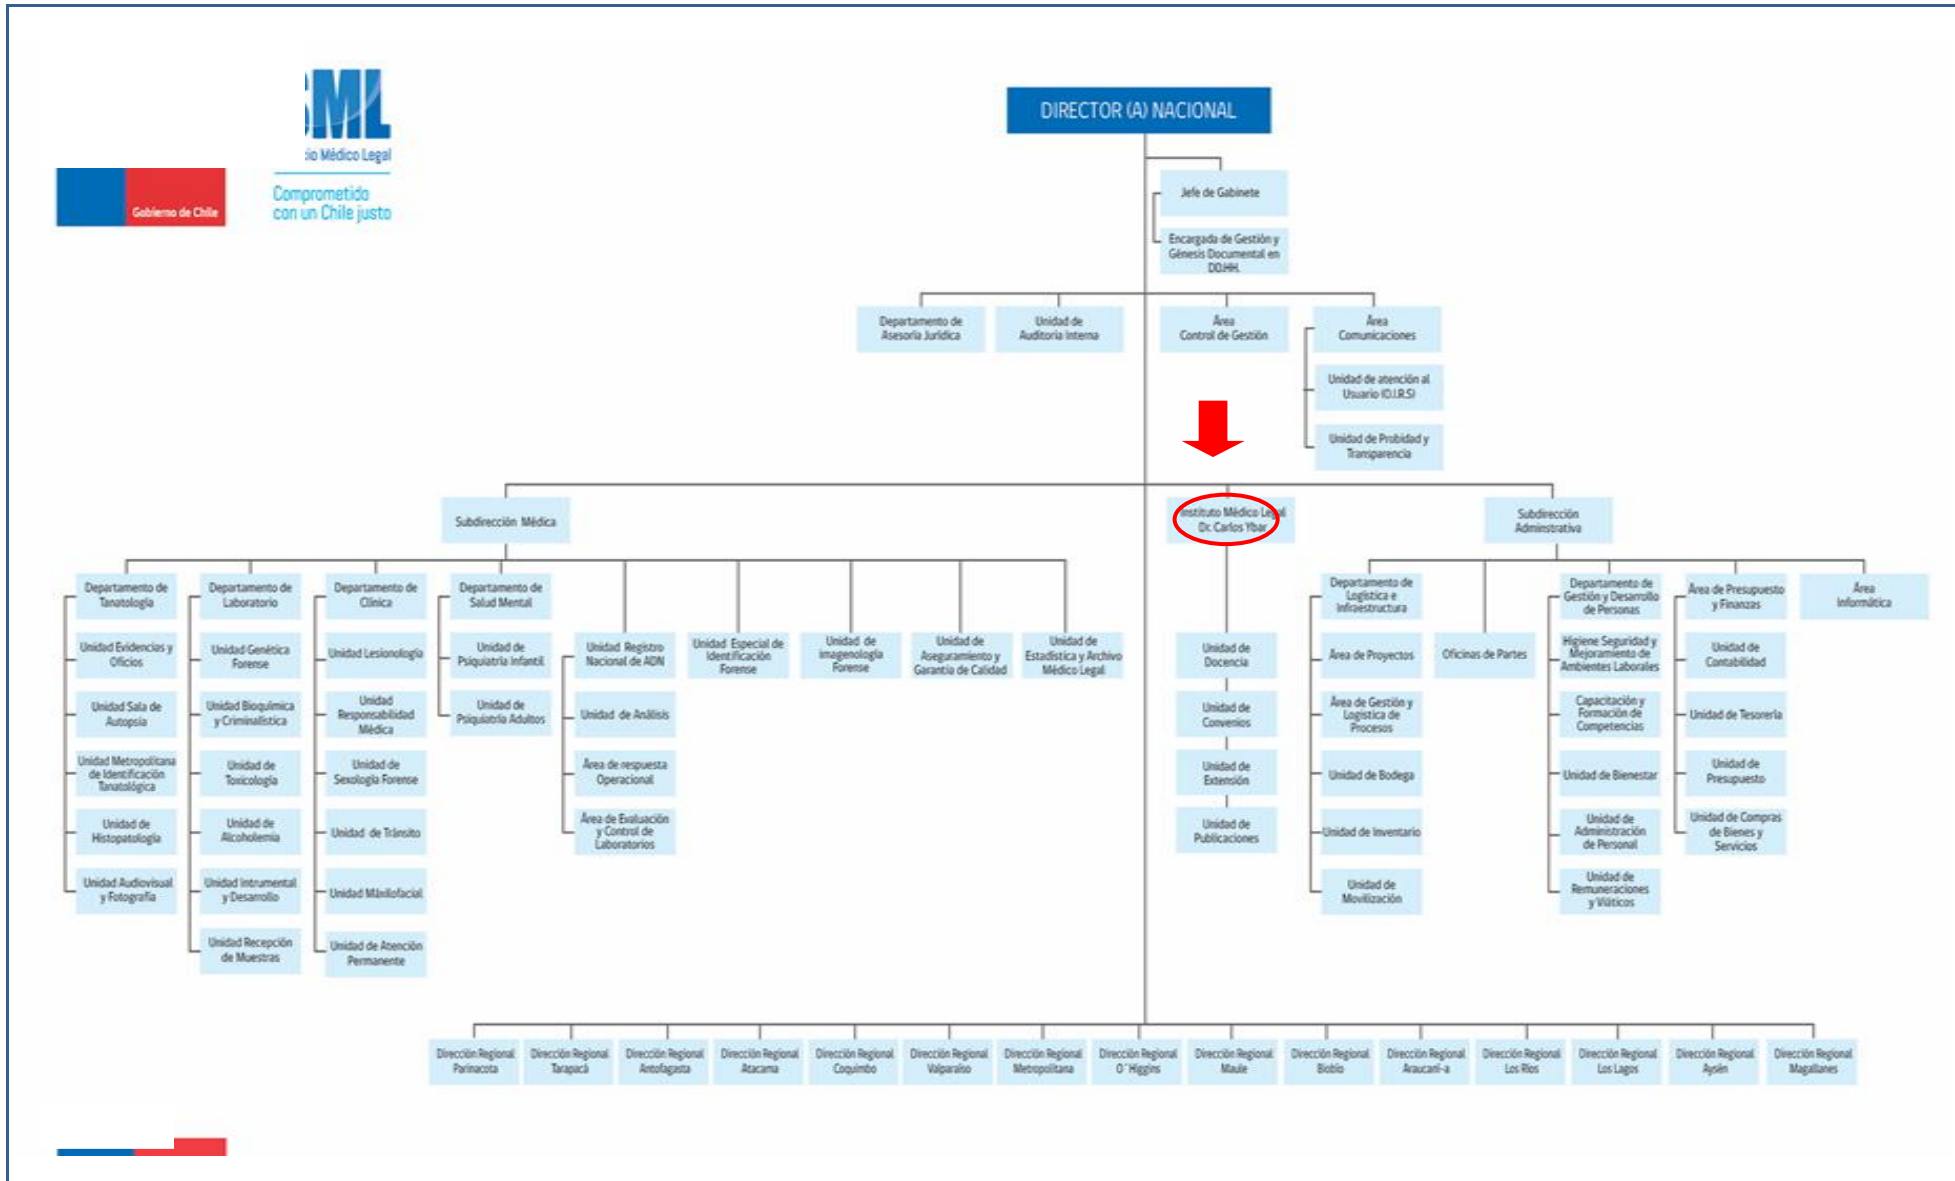 SML
io Médico Legal
Comprometido
con un Chile justo
Gobierno de Chile
DIRECTOR (A) NACIONAL
Jefe de Gabinete
Encargada de Gestión y
Génesis Documental en
DD.HH.
Departamento de
Asesoría Jurídica
Unidad de
Auditoria Interna
Área
Control de Gestión
Área
Comunicaciones
Unidad de atención al
Usuario (O.I.R.S)
Unidad de Probidad y
Transparencia
Subdirección Médica
Instituto Médico Legal
Dr. Carlos Ybar
Subdirección
Adminstrativa
Departamento de
Tanatología
Unidad Evidencias y
Oficios
Unidad Sala de
Autopsia
Unidad Metropolitana
de Identificación
Tanatológica
Unidad de
Histopatología
Unidad Audiovisual
y Fotografía
Departamento de
Laboratorio
Unidad Genética
Forense
Unidad Bioquímica
y Criminalística
Unidad de
Toxicología
Unidad de
Alcoholemia
Unidad Intrumental
y Desarrollo
Unidad Recepción
de Muestras
Departamento de
Clínica
Unidad Lesionología
Unidad
Responsabilidad
Médica
Unidad de
Sexología Forense
Unidad de Tránsito
Unidad Máxilofacial
Unidad de Atención
Permanente
Departamento de
Salud Mental
Unidad de
Psiquiatría Infantil
Unidad de
Psiquiatría Adultos
Unidad Registro
Nacional de ADN
Unidad de Análisis
Área de respuesta
Operacional
Área de Evaluación
y Control de
Laboratorios
Unidad Especial de
Identificación
Forense
Unidad de
imagenología
Forense
Unidad de
Aseguramiento y
Garantía de Calidad
Unidad de
Estadística y Archivo
Médico Legal
Unidad de
Docencia
Unidad de
Convenios
Unidad de
Extensión
Unidad de
Publicaciones
Departamento de
Logística e
Infraestructura
Área de Proyectos
Área de Gestión y
Logística de
Procesos
Unidad de Bodega
Unidad de Inventario
Unidad de
Movilización
Oficinas de Partes
Departamento de
Gestión y Desarrollo
de Personas
Higiene Seguridad y
Mejoramiento de
Ambientes Laborales
Capacitación y
Formación de
Competencias
Unidad de Bienestar
Unidad de
Administración
de Personal
Unidad de
Remuneraciones
y Viáticos
Área de Presupuesto
y Finanzas
Unidad de
Contabilidad
Unidad de Tesorería
Unidad de
Presupuesto
Unidad de Compras
de Bienes y
Servicios
Área
Informática
Dirección Regional
Parinacota
Dirección Regional
Tarapacá
Dirección Regional
Antofagasta
Dirección Regional
Atacama
Dirección Regional
Coquimbo
Dirección Regional
Valparaíso
Dirección Regional
Metropolitana
Dirección Regional
O´Higgins
Dirección Regional
Maule
Dirección Regional
Biobío
Dirección Regional
Araucaní-a
Dirección Regional
Los Ríos
Dirección Regional
Los Lagos
Dirección Regional
Aysén
Dirección Regional
Magallanes